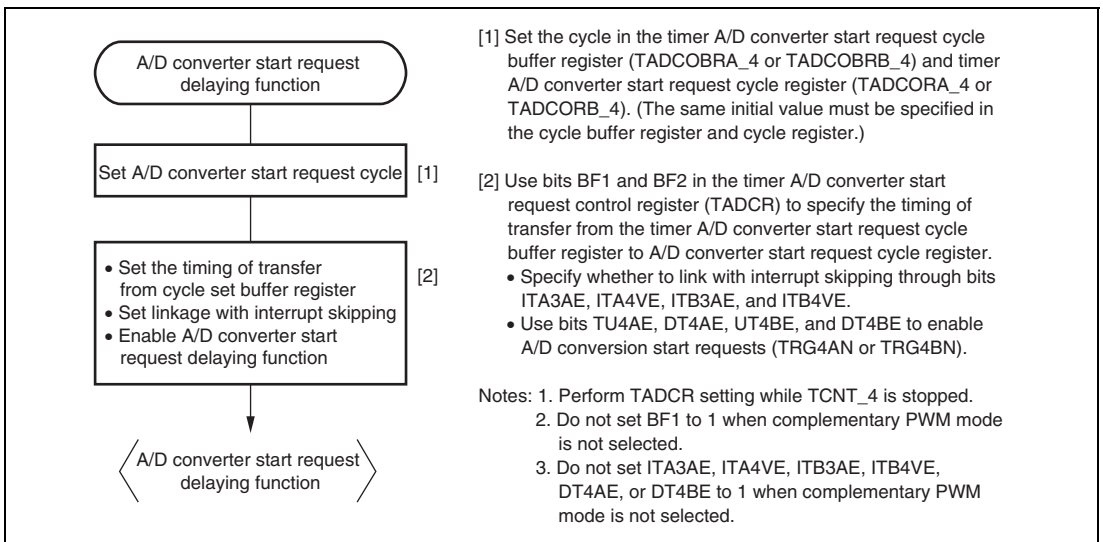 A/D converter start request
delaying function
Set A/D converter start request cycle [1]
• Set the timing of transfer
from cycle set buffer register
• Set linkage with interrupt skipping
• Enable A/D converter start
request delaying function
[2]
A/D converter start request
delaying function
[1] Set the cycle in the timer A/D converter start request cycle
buffer register (TADCOBRA_4 or TADCOBRB_4) and timer
A/D converter start request cycle register (TADCORA_4 or
TADCORB_4). (The same initial value must be specified in
the cycle buffer register and cycle register.)
[2] Use bits BF1 and BF2 in the timer A/D converter start
request control register (TADCR) to specify the timing of
transfer from the timer A/D converter start request cycle
buffer register to A/D converter start request cycle register.
• Specify whether to link with interrupt skipping through bits
ITA3AE, ITA4VE, ITB3AE, and ITB4VE.
• Use bits TU4AE, DT4AE, UT4BE, and DT4BE to enable
A/D conversion start requests (TRG4AN or TRG4BN).
Notes: 1. Perform TADCR setting while TCNT_4 is stopped.
2. Do not set BF1 to 1 when complementary PWM mode
is not selected.
3. Do not set ITA3AE, ITA4VE, ITB3AE, ITB4VE,
DT4AE, or DT4BE to 1 when complementary PWM
mode is not selected.